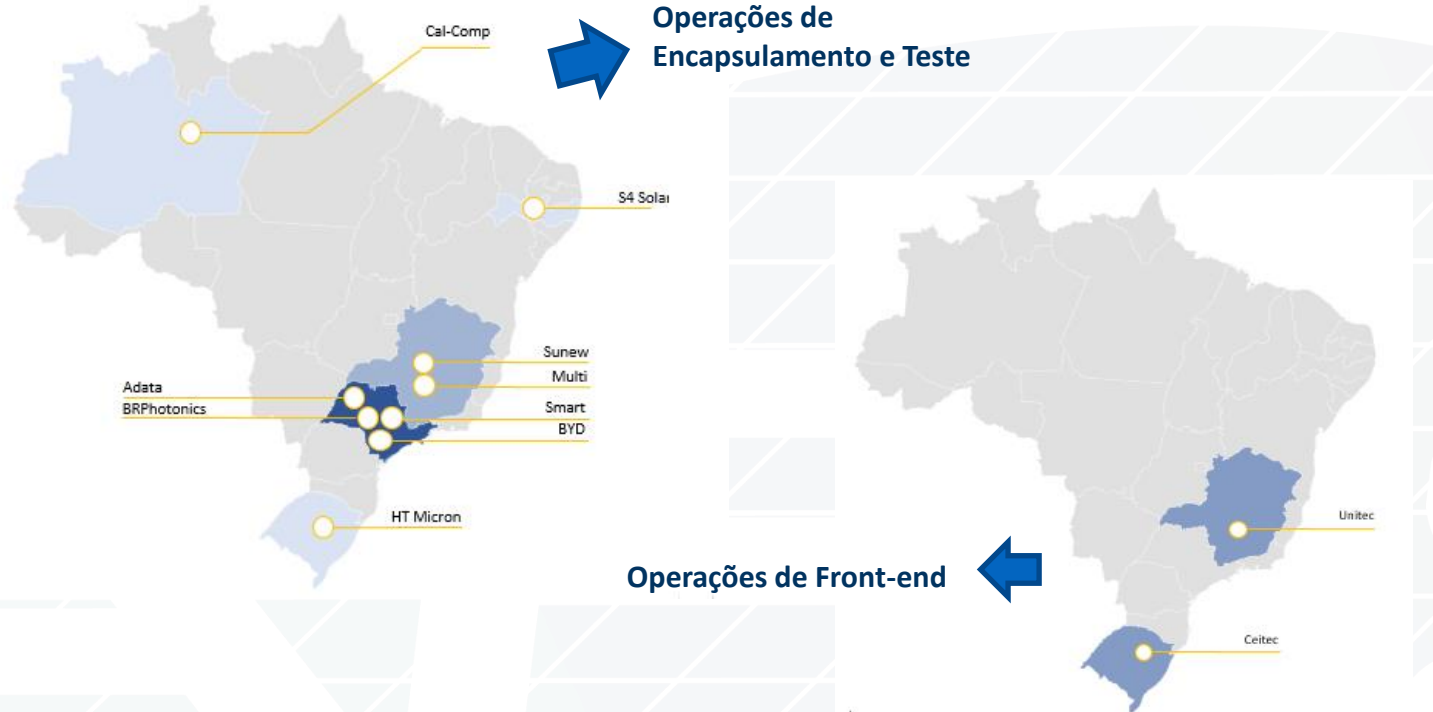 Operações de
Encapsulamento e Teste
Cal-Comp
S4 Solar
Sunew
Multi
Adata
BRPhotonics
Smart
BYD
HT Micron
Operações de Front-end
Unitec
Ceitec